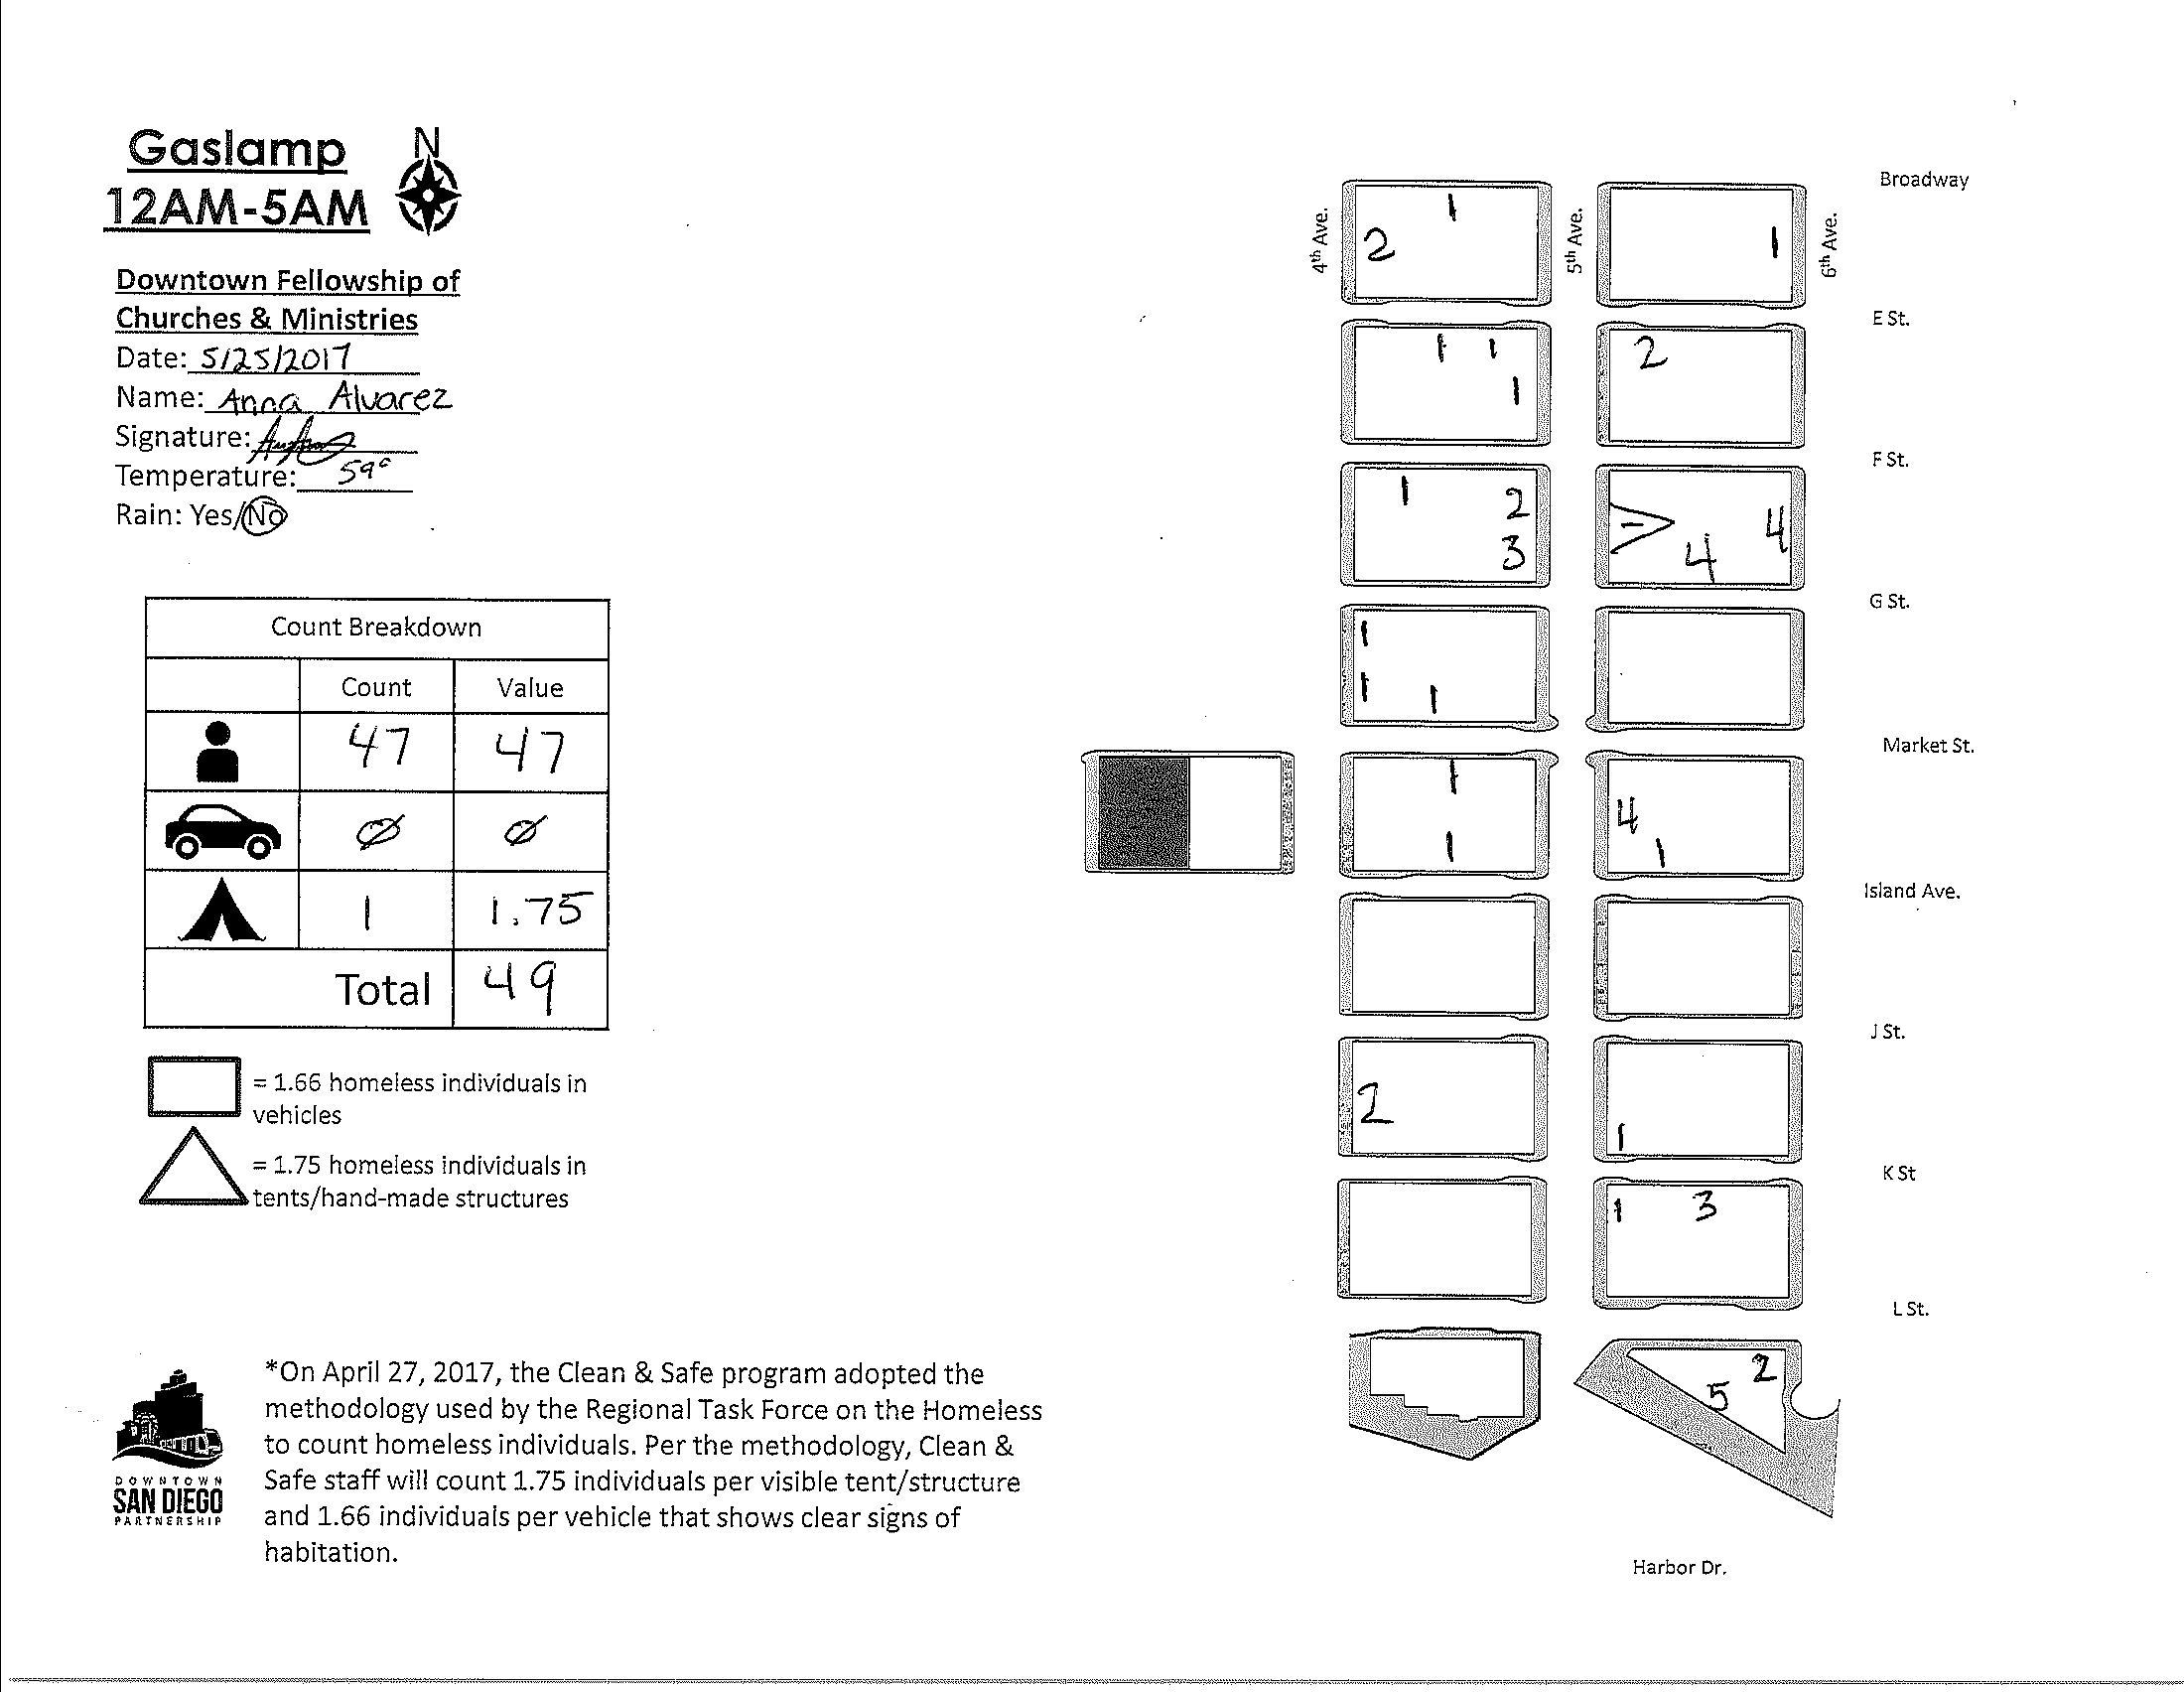 Gaslamp
N
12AM-5AM
Downtown Fellowship of
Churches & Ministries
Date: 5/25/2017
Name: Anna Alvarez
Signature:
Temperature: 59°
Rain: Yes/No
Count Breakdown
Count Value
47 47
Ø Ø
1 1.75
Total 49
= 1.66 homeless individuals in
vehicles
= 1.75 homeless individuals in
tents/hand-made structures
*On April 27, 2017, the Clean & Safe program adopted the
methodology used by the Regional Task Force on the Homeless
to count homeless individuals. Per the methodology, Clean &
Safe staff will count 1.75 individuals per visible tent/structure
and 1.66 individuals per vehicle that shows clear signs of
habitation.
DOWNTOWN
SAN DIEGO
PARTNERSHIP
Broadway
4th Ave.
5th Ave.
6th Ave.
1
2
1
E St.
1 1
1
2
F St.
1 2
3
1
4 4
G St.
1
1 1
Market St.
1
1
4
1
Island Ave.
J St.
2
1
K St
1 3
L St.
2
5
Harbor Dr.